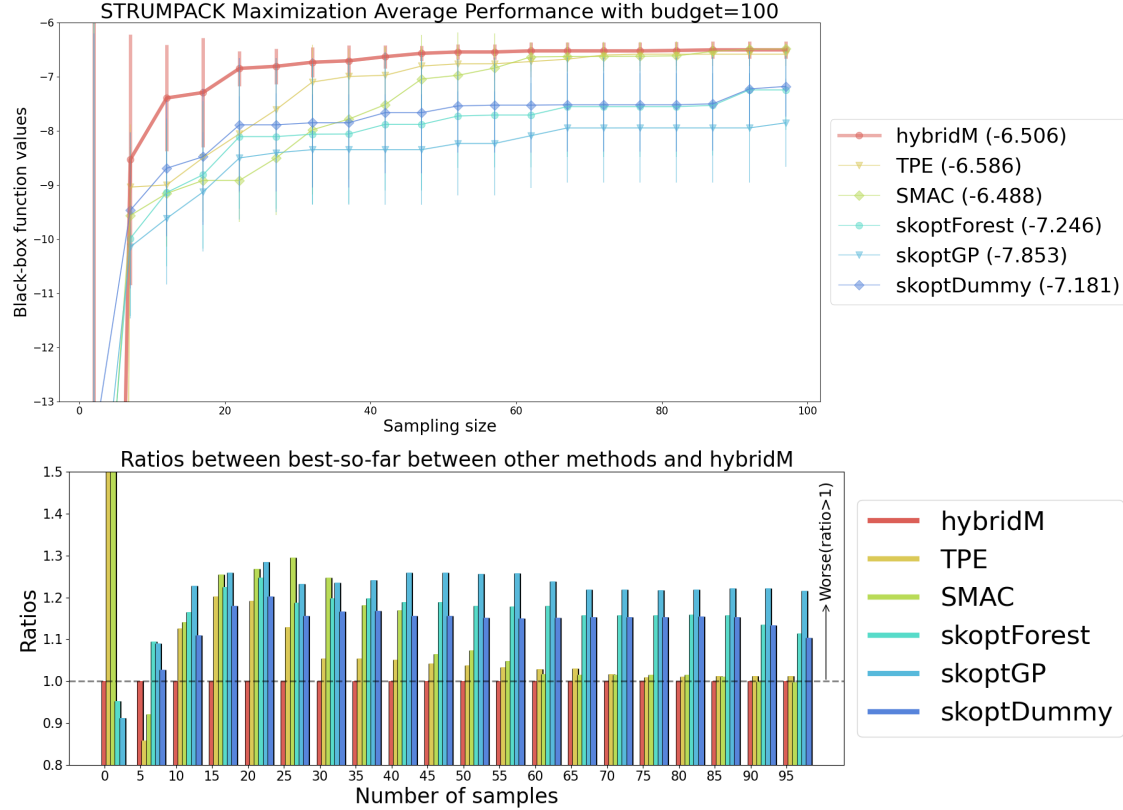 STRUMPACK Maximization Average Performance with budget=100
Black-box function values
−6
−7
−8
−9
−10
−11
−12
−13
0 20 40 60 80 100
Sampling size
hybridM (-6.506)
TPE (-6.586)
SMAC (-6.488)
skoptForest (-7.246)
skoptGP (-7.853)
skoptDummy (-7.181)
Ratios between best-so-far between other methods and hybridM
Ratios
1.5
1.4
1.3
1.2
1.1
1.0
0.9
0.8
Worse(ratio>1)
0 5 10 15 20 25 30 35 40 45 50 55 60 65 70 75 80 85 90 95
Number of samples
hybridM
TPE
SMAC
skoptForest
skoptGP
skoptDummy